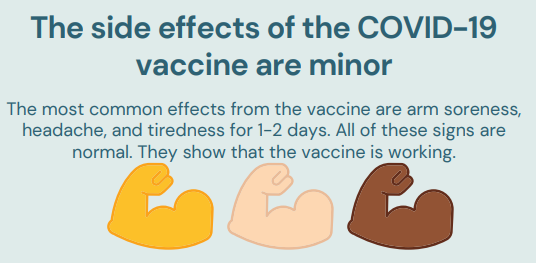 The side effects of the COVID-19
vaccine are minor
The most common effects from the vaccine are arm soreness,
headache, and tiredness for 1-2 days. All of these signs are
normal. They show that the vaccine is working.